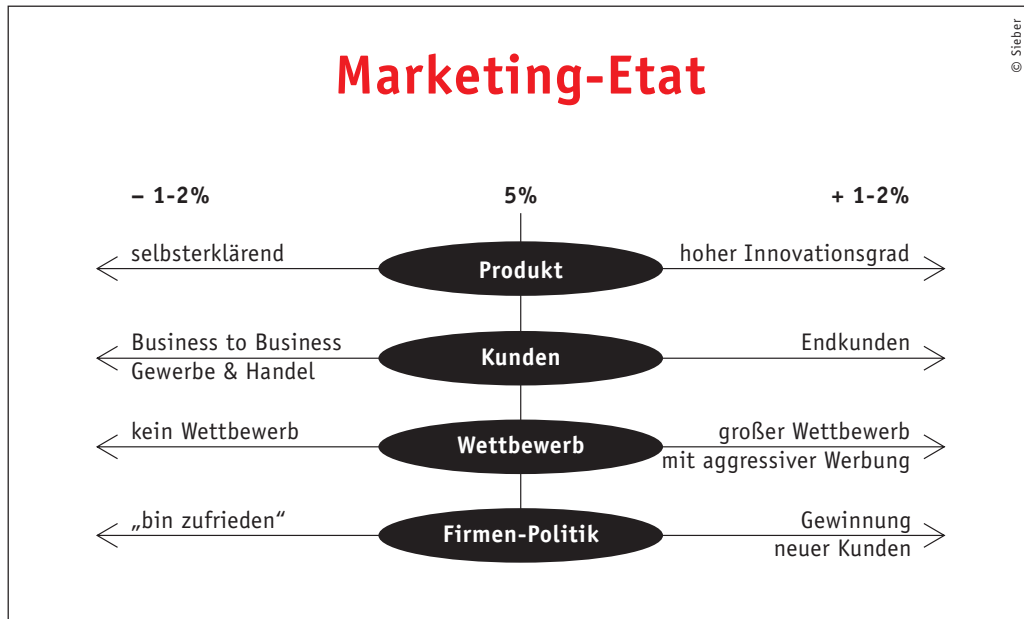 © Sieber
Marketing-Etat
– 1-2%
5%
+ 1-2%
selbsterklärend
Produkt
hoher Innovationsgrad
Business to Business
Gewerbe & Handel
Kunden
Endkunden
kein Wettbewerb
Wettbewerb
großer Wettbewerb
mit aggressiver Werbung
„bin zufrieden“
Firmen-Politik
Gewinnung
neuer Kunden